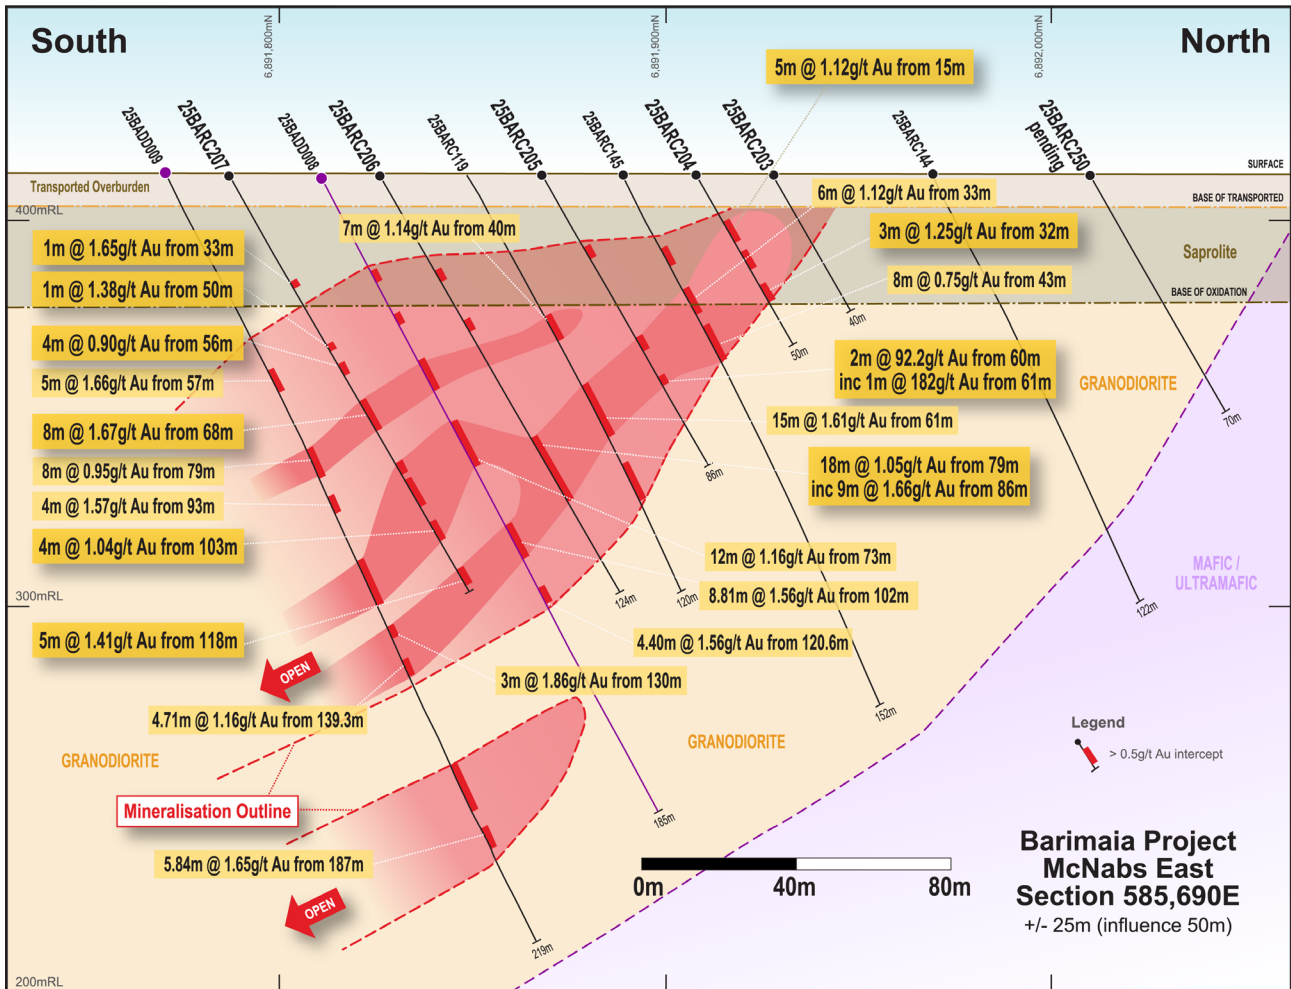 South
North
6,891,800mN
6,891,900mN
6,892,000mN
5m @ 1.12g/t Au from 15m
25BADD009
25BARC207
25BADD008
25BARC206
25BARC119
25BARC205
25BARC145
25BARC204
25BARC203
25BARC144
25BARC250
pending
SURFACE
Transported Overburden
BASE OF TRANSPORTED
400mRL
6m @ 1.12g/t Au from 33m
7m @ 1.14g/t Au from 40m
3m @ 1.25g/t Au from 32m
1m @ 1.65g/t Au from 33m
Saprolite
8m @ 0.75g/t Au from 43m
1m @ 1.38g/t Au from 50m
BASE OF OXIDATION
40m
50m
4m @ 0.90g/t Au from 56m
2m @ 92.2g/t Au from 60m
inc 1m @ 182g/t Au from 61m
5m @ 1.66g/t Au from 57m
GRANODIORITE
70m
15m @ 1.61g/t Au from 61m
8m @ 1.67g/t Au from 68m
18m @ 1.05g/t Au from 79m
inc 9m @ 1.66g/t Au from 86m
8m @ 0.95g/t Au from 79m
86m
4m @ 1.57g/t Au from 93m
4m @ 1.04g/t Au from 103m
12m @ 1.16g/t Au from 73m
MAFIC /
ULTRAMAFIC
8.81m @ 1.56g/t Au from 102m
124m
120m
122m
300mRL
5m @ 1.41g/t Au from 118m
4.40m @ 1.56g/t Au from 120.6m
OPEN
3m @ 1.86g/t Au from 130m
152m
4.71m @ 1.16g/t Au from 139.3m
Legend
> 0.5g/t Au intercept
GRANODIORITE
GRANODIORITE
Mineralisation Outline
185m
5.84m @ 1.65g/t Au from 187m
0m
40m
80m
Barimaia Project
McNabs East
Section 585,690E
+/- 25m (influence 50m)
OPEN
219m
200mRL